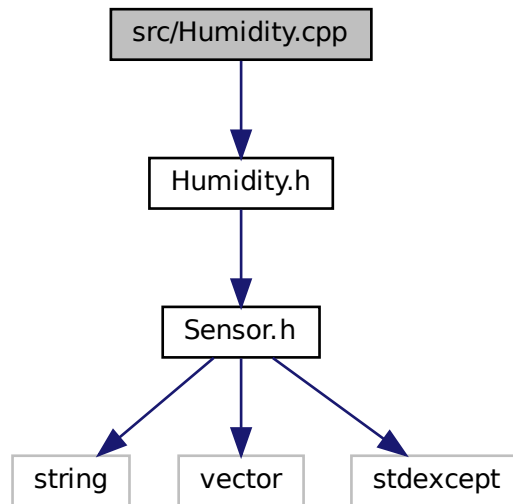 src/Humidity.cpp
Humidity.h
Sensor.h
string
vector
stdexcept